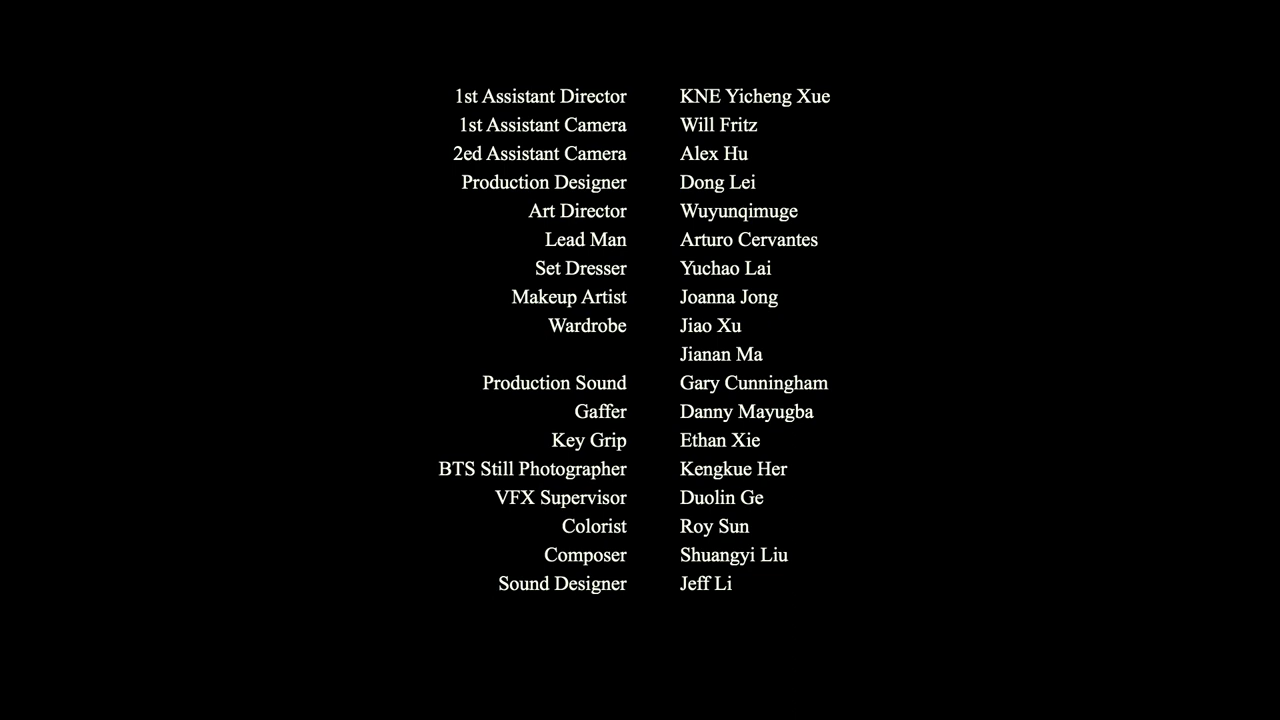 1st Assistant Director KNE Yicheng Xue
1st Assistant Camera Will Fritz
2ed Assistant Camera Alex Hu
Production Designer Dong Lei
Art Director Wuyunqimuge
Lead Man Arturo Cervantes
Set Dresser Yuchao Lai
Makeup Artist Joanna Jong
Wardrobe Jiao Xu
Jianan Ma
Production Sound Gary Cunningham
Gaffer Danny Mayugba
Key Grip Ethan Xie
BTS Still Photographer Kengkue Her
VFX Supervisor Duolin Ge
Colorist Roy Sun
Composer Shuangyi Liu
Sound Designer Jeff Li